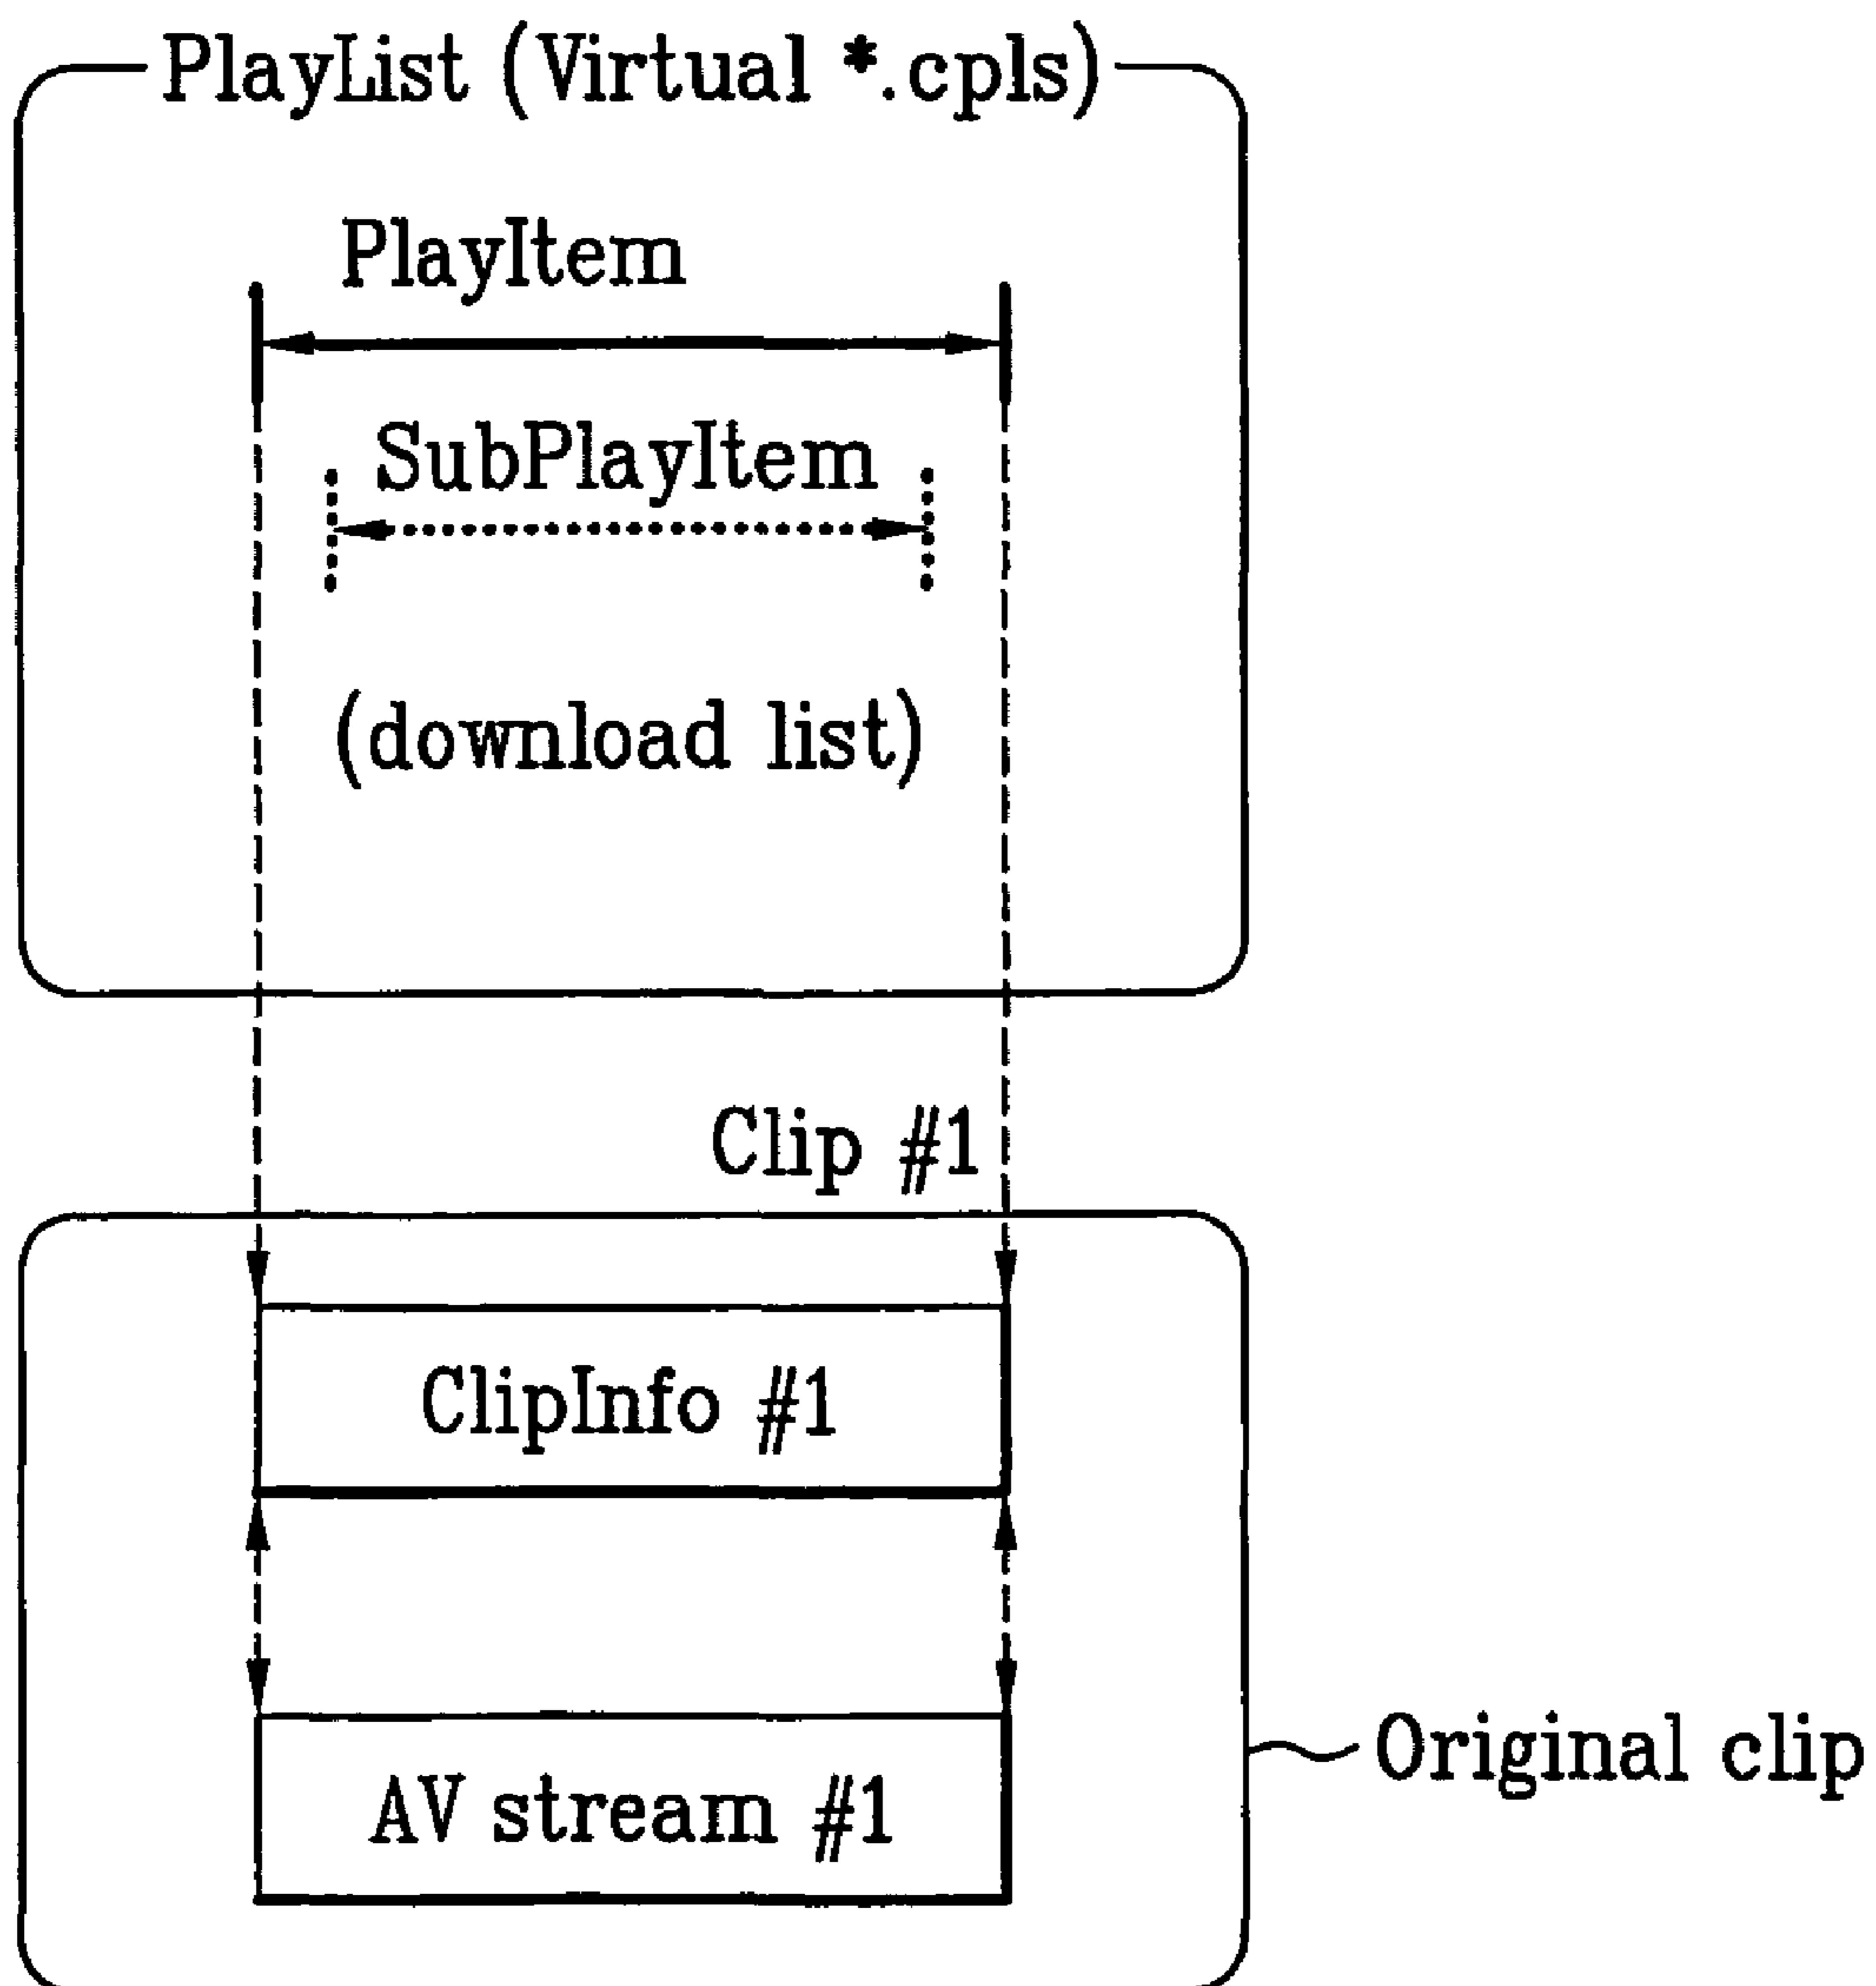 PlayList (Virtual *.cpls)
PlayItem
SubPlayItem
(download list)
Clip #1
ClipInfo #1
AV stream #1
Original clip